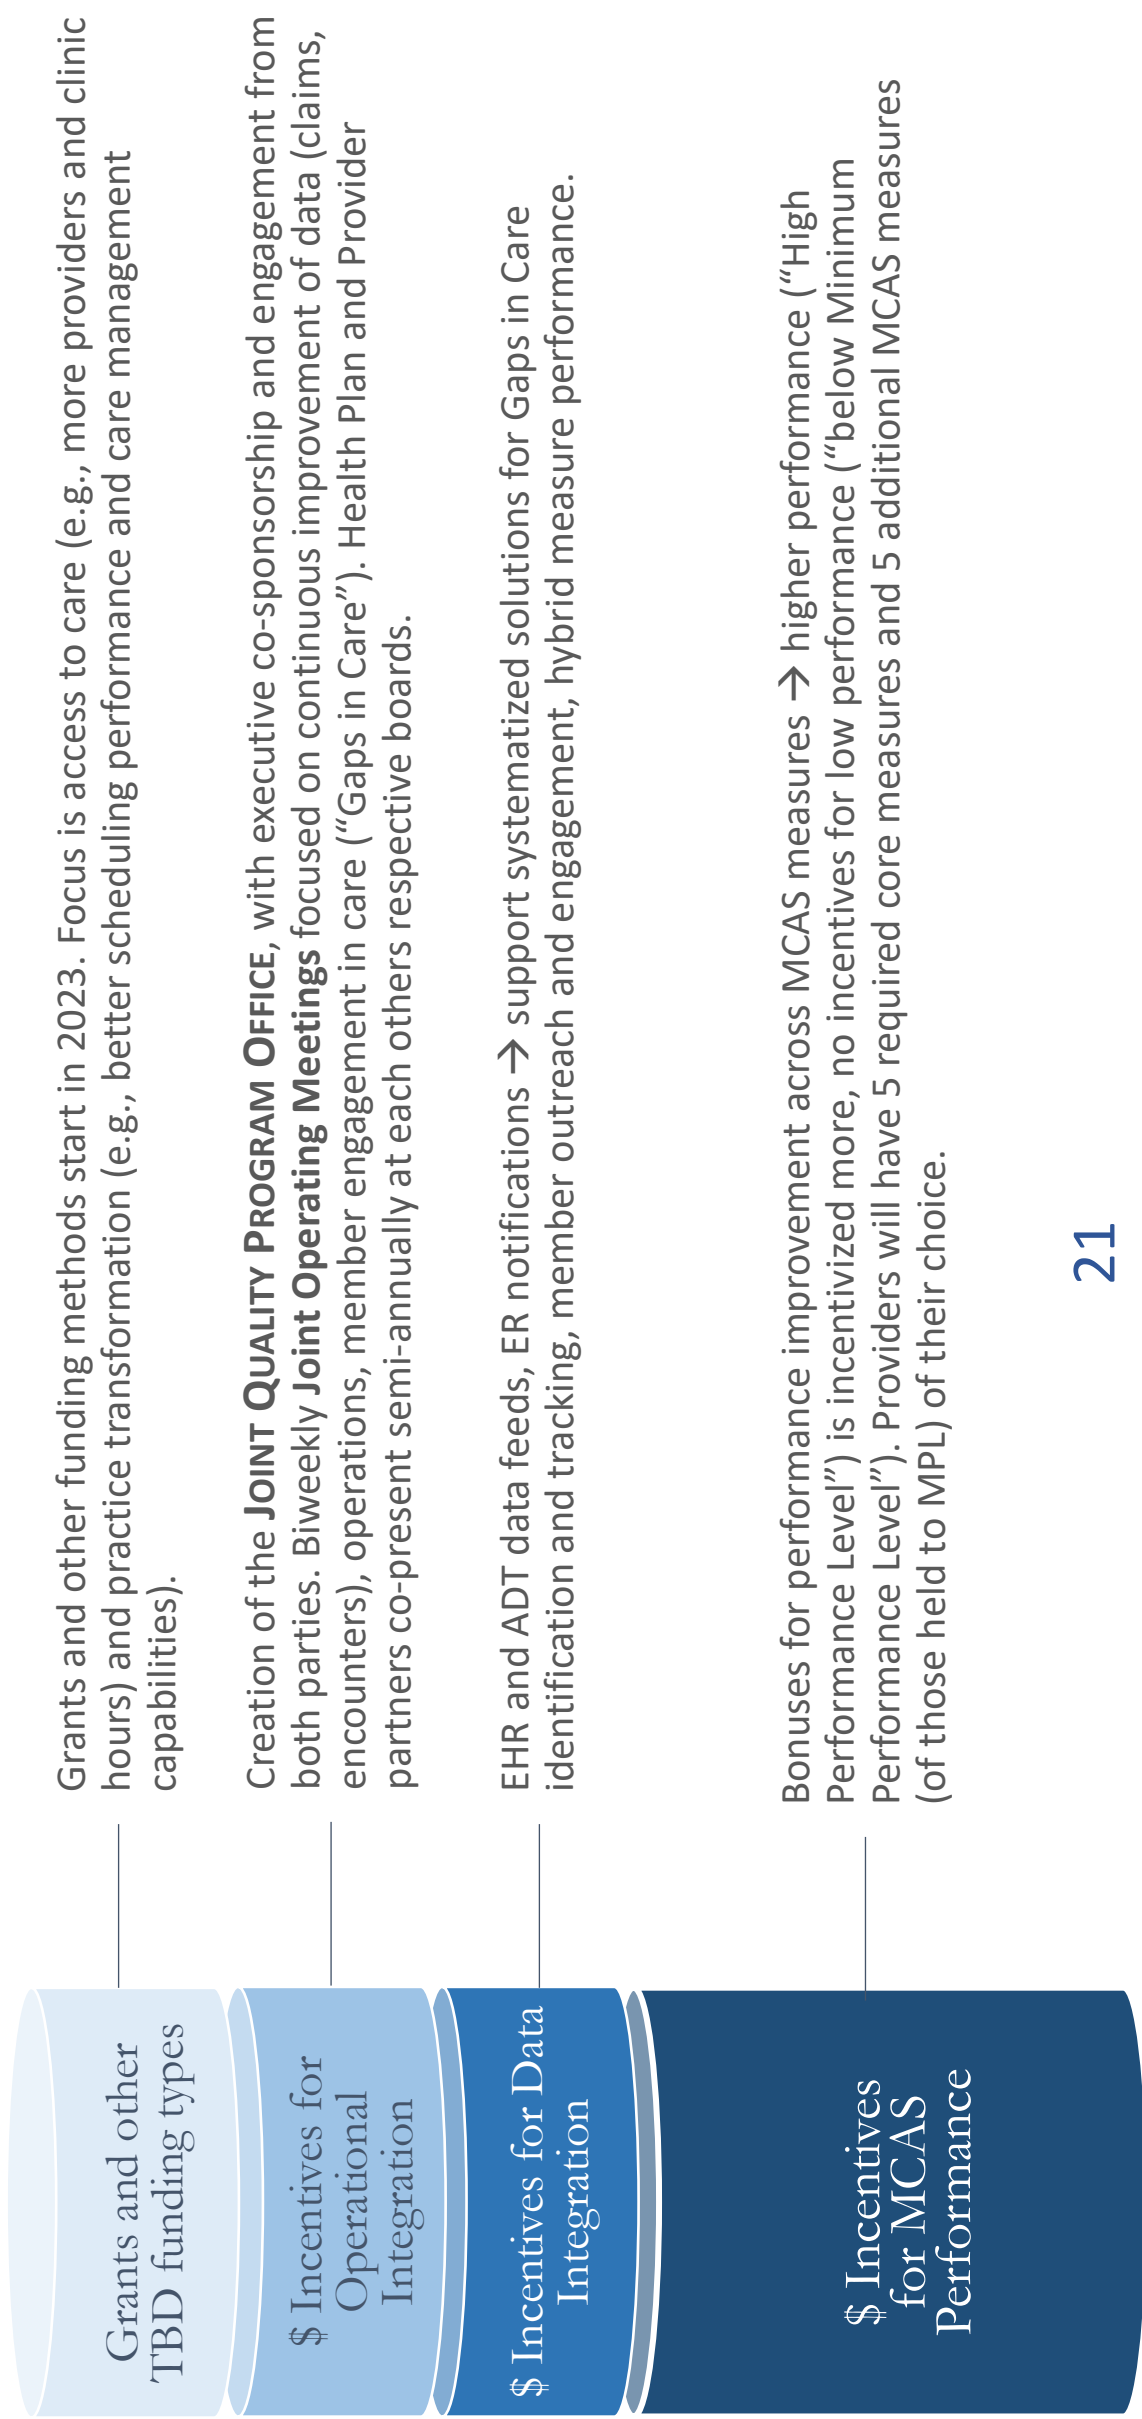 Grants and other
TBD funding types
Grants and other funding methods start in 2023. Focus is access to care (e.g., more providers and clinic
hours) and practice transformation (e.g., better scheduling performance and care management
capabilities).
$ Incentives for
Operational
Integration
Creation of the JOINT QUALITY PROGRAM OFFICE, with executive co-sponsorship and engagement from
both parties. Biweekly Joint Operating Meetings focused on continuous improvement of data (claims,
encounters), operations, member engagement in care (“Gaps in Care”). Health Plan and Provider
partners co-present semi-annually at each others respective boards.
$ Incentives for Data
Integration
EHR and ADT data feeds, ER notifications → support systematized solutions for Gaps in Care
identification and tracking, member outreach and engagement, hybrid measure performance.
$ Incentives
for MCAS
Performance
Bonuses for performance improvement across MCAS measures → higher performance (“High
Performance Level”) is incentivized more, no incentives for low performance (“below Minimum
Performance Level”). Providers will have 5 required core measures and 5 additional MCAS measures
(of those held to MPL) of their choice.
21